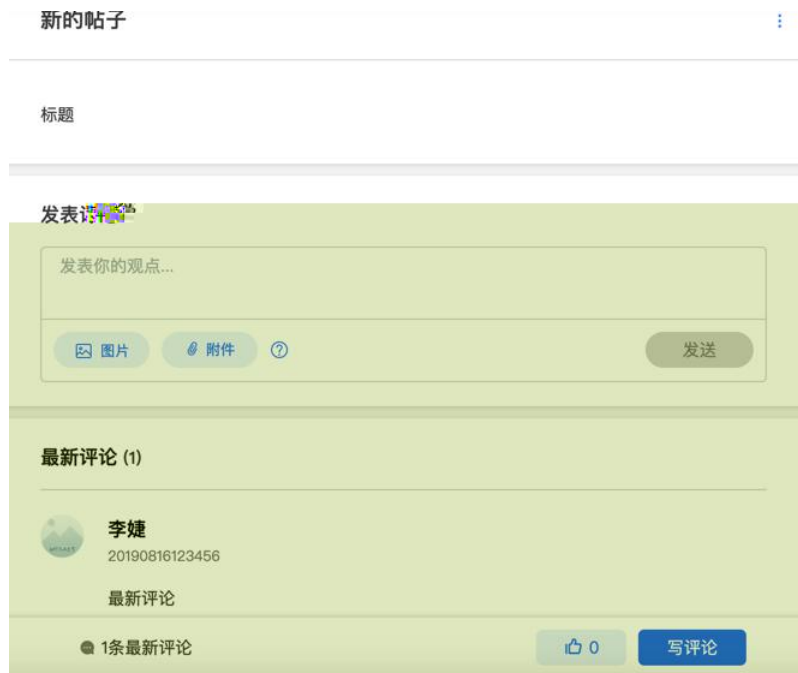 新的帖子
标题
发表
发表你的观点...
图片 附件
发送
最新评论 (1)
李婕
20190816123456
最新评论
1条最新评论
0 写评论